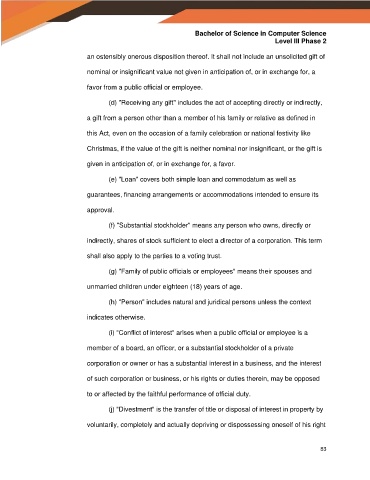 Bachelor of Science in Computer Science
Level III Phase 2
an ostensibly onerous disposition thereof. It shall not include an unsolicited gift of
nominal or insignificant value not given in anticipation of, or in exchange for, a
favor from a public official or employee.
(d) "Receiving any gift" includes the act of accepting directly or indirectly,
a gift from a person other than a member of his family or relative as defined in
this Act, even on the occasion of a family celebration or national festivity like
Christmas, if the value of the gift is neither nominal nor insignificant, or the gift is
given in anticipation of, or in exchange for, a favor.
(e) "Loan" covers both simple loan and commodatum as well as
guarantees, financing arrangements or accommodations intended to ensure its
approval.
(f) "Substantial stockholder" means any person who owns, directly or
indirectly, shares of stock sufficient to elect a director of a corporation. This term
shall also apply to the parties to a voting trust.
(g) "Family of public officials or employees" means their spouses and
unmarried children under eighteen (18) years of age.
(h) "Person" includes natural and juridical persons unless the context
indicates otherwise.
(i) "Conflict of interest" arises when a public official or employee is a
member of a board, an officer, or a substantial stockholder of a private
corporation or owner or has a substantial interest in a business, and the interest
of such corporation or business, or his rights or duties therein, may be opposed
to or affected by the faithful performance of official duty.
(j) "Divestment" is the transfer of title or disposal of interest in property by
voluntarily, completely and actually depriving or dispossessing oneself of his right
83